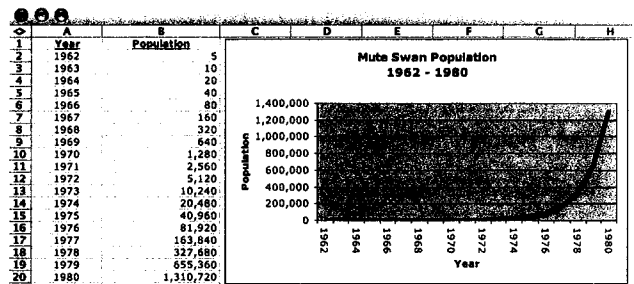 A B C D E F G H
1 Year Population
2 1962 5
3 1963 10
4 1964 20
5 1965 40
6 1966 80
7 1967 160
8 1968 320
9 1969 640
10 1970 1,280
11 1971 2,560
12 1972 5,120
13 1973 10,240
14 1974 20,480
15 1975 40,960
16 1976 81,920
17 1977 163,840
18 1978 327,680
19 1979 655,360
20 1980 1,310,720
Mute Swan Population
1962 - 1980
Population
1,400,000
1,200,000
1,000,000
800,000
600,000
400,000
200,000
0
1962 1964 1966 1968 1970 1972 1974 1976 1978 1980
Year